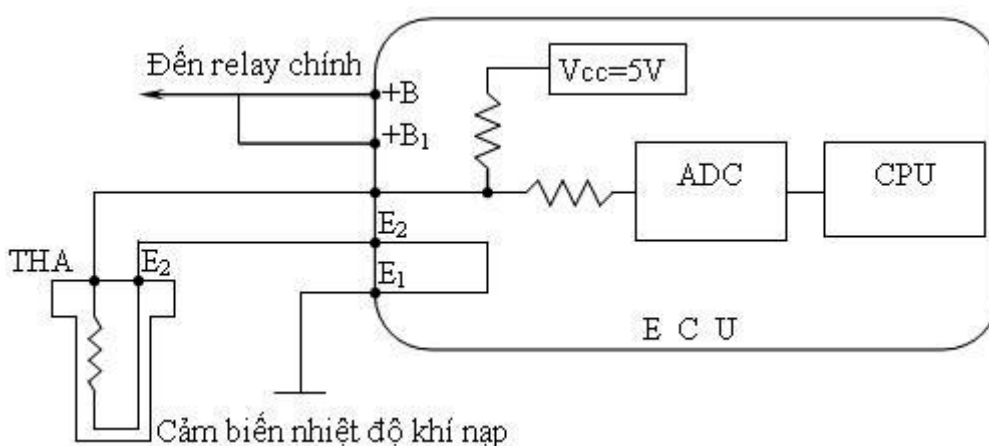 Đến relay chính
Vcc=5V
+B
+B₁
ADC
CPU
E₂
THA
E₂
E₁
E C U
Cảm biến nhiệt độ khí nạp